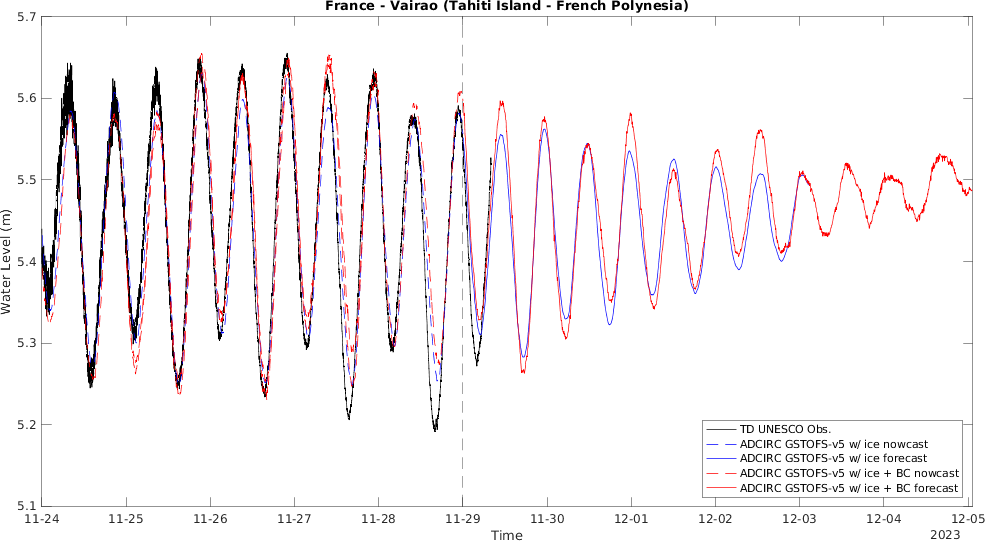 France - Vairao (Tahiti Island - French Polynesia)
5.7
5.6
5.5
5.4
5.3
5.2
5.1
Water Level (m)
TD UNESCO Obs.
ADCIRC GSTOFS-v5 w/ ice nowcast
ADCIRC GSTOFS-v5 w/ ice forecast
ADCIRC GSTOFS-v5 w/ ice + BC nowcast
ADCIRC GSTOFS-v5 w/ ice + BC forecast
11-24 11-25 11-26 11-27 11-28 11-29 11-30 12-01 12-02 12-03 12-04 12-05
Time
2023